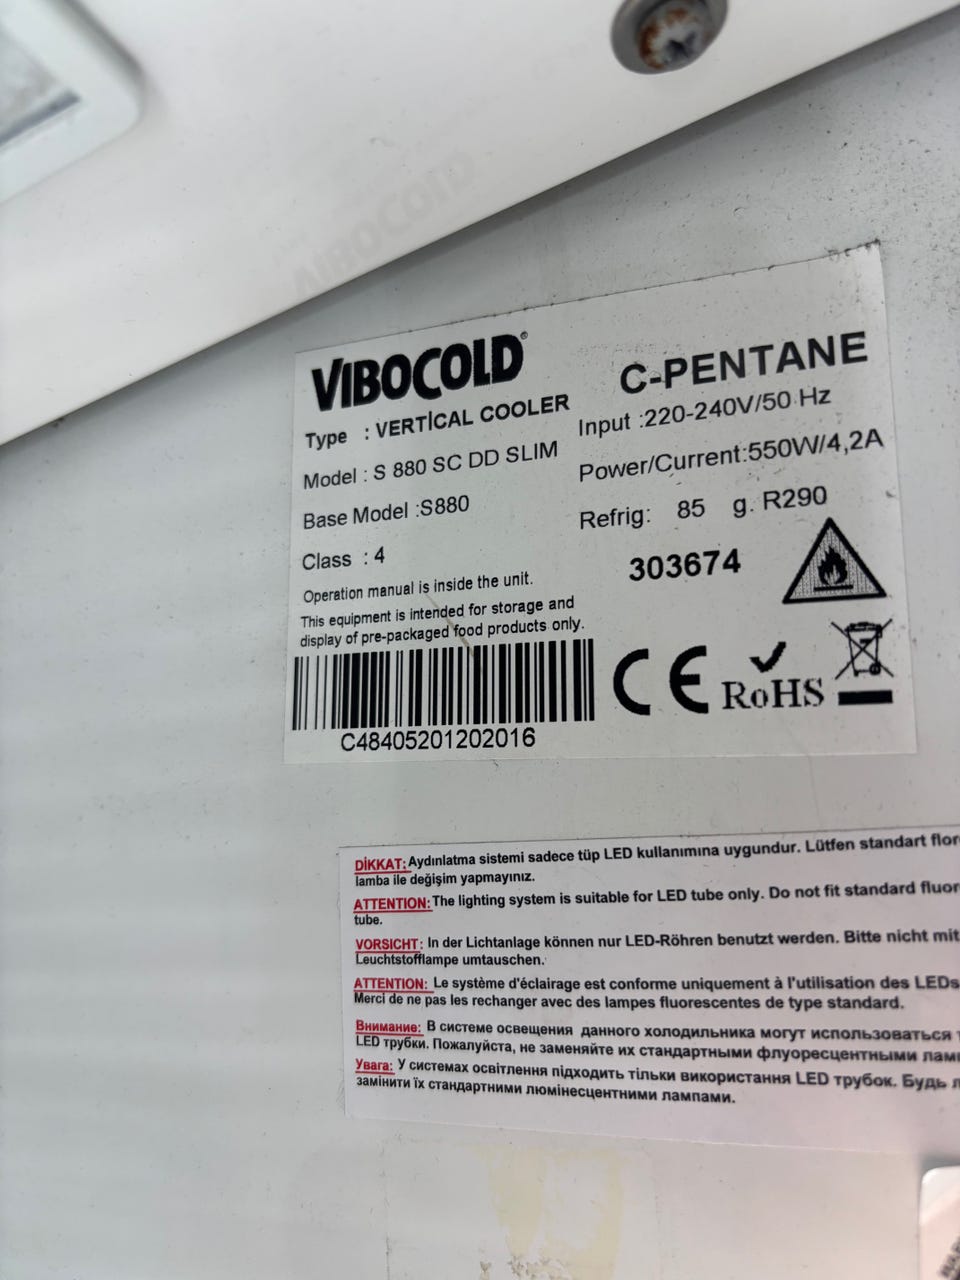 VIBOCOLD®
C-PENTANE
Type : VERTİCAL COOLER
Input :220-240V/50 Hz
Model : S 880 SC DD SLIM
Power/Current:550W/4,2A
Base Model :S880
Refrig: 85 g. R290
Class : 4
303674
Operation manual is inside the unit.
This equipment is intended for storage and
display of pre-packaged food products only.
CE
RoHS
C48405201202016
DİKKAT: Aydınlatma sistemi sadece tüp LED kullanımına uygundur. Lütfen standart flor
lamba ile değişim yapmayınız.
ATTENTION: The lighting system is suitable for LED tube only. Do not fit standard fluor
tube.
VORSICHT: In der Lichtanlage können nur LED-Röhren benutzt werden. Bitte nicht mit
Leuchtstofflampe umtauschen.
ATTENTION: Le système d'éclairage est conforme uniquement à l'utilisation des LEDs
Merci de ne pas les rechanger avec des lampes fluorescentes de type standard.
Внимание: В системе освещения данного холодильника могут использоваться
LED трубки. Пожалуйста, не заменяйте их стандартными флуоресцентными лам
Увага: У системах освітлення підходить тільки використання LED трубок. Будь
замінити їх стандартними люмінесцентними лампами.